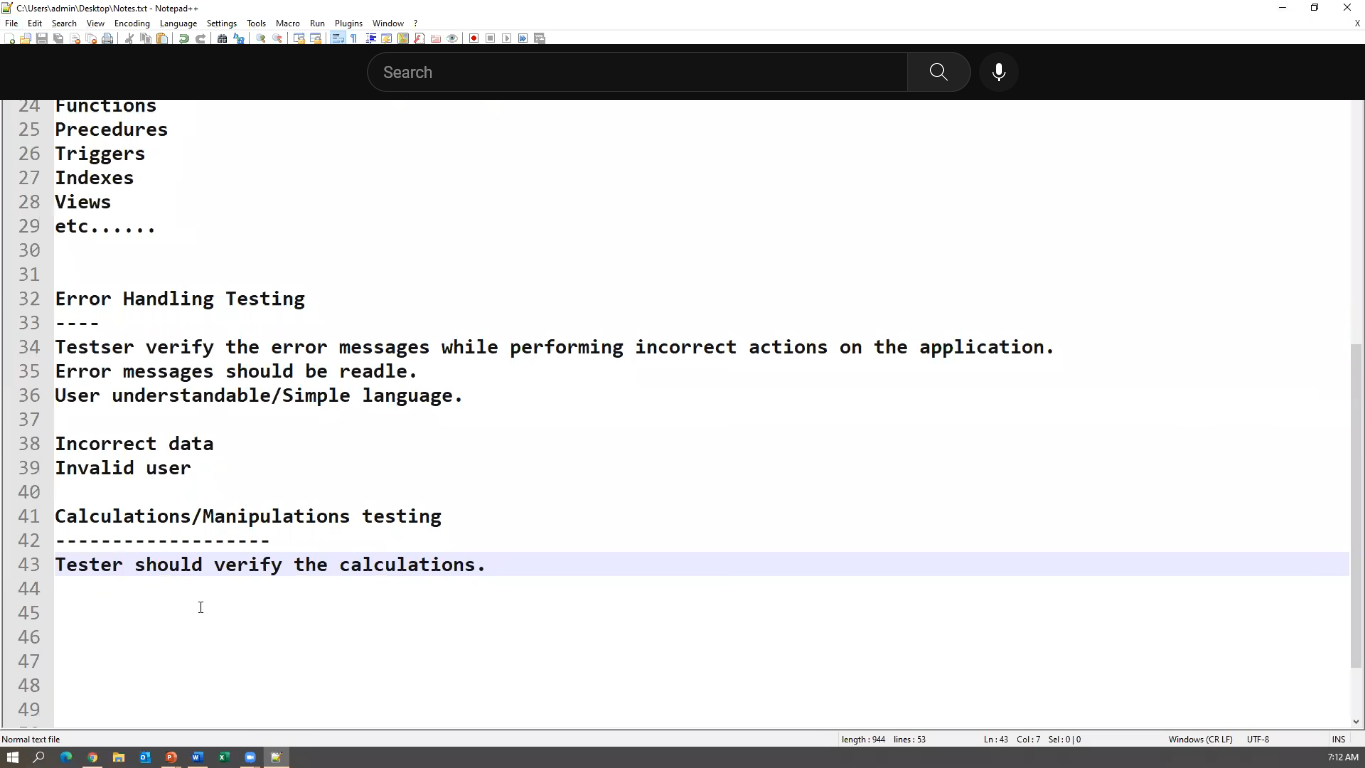 C:\Users\admin\Desktop\Notes.txt - Notepad++
File Edit Search View Encoding Language Settings Tools Macro Run Plugins Window ? X
Search
24 Functions
25 Precedures
26 Triggers
27 Indexes
28 Views
29 etc......
30
31
32 Error Handling Testing
33 ----
34 Testser verify the error messages while performing incorrect actions on the application.
35 Error messages should be readle.
36 User understandable/Simple language.
37
38 Incorrect data
39 Invalid user
40
41 Calculations/Manipulations testing
42 -------------------
43 Tester should verify the calculations.
44
45
46
47
48
49
Normal text file length : 944 lines : 53 Ln : 43 Col : 7 Sel : 0 | 0 Windows (CR LF) UTF-8 INS
7:12 AM